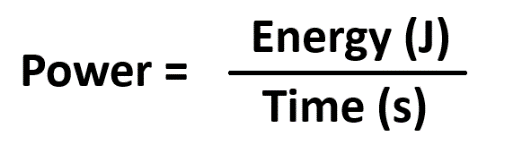 Power = Energy (J)
Time (s)